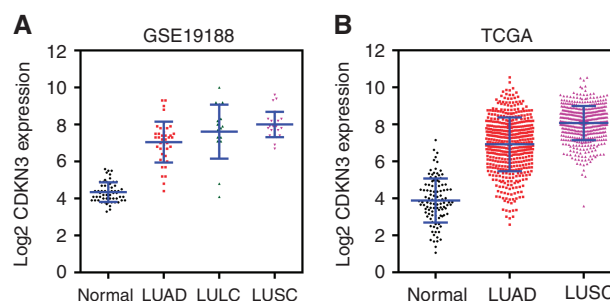 A
GSE19188
Log2 CDKN3 expression
12
10
8
6
4
2
0
Normal LUAD LULC LUSC
B
TCGA
Log2 CDKN3 expression
12
10
8
6
4
2
0
Normal LUAD LUSC